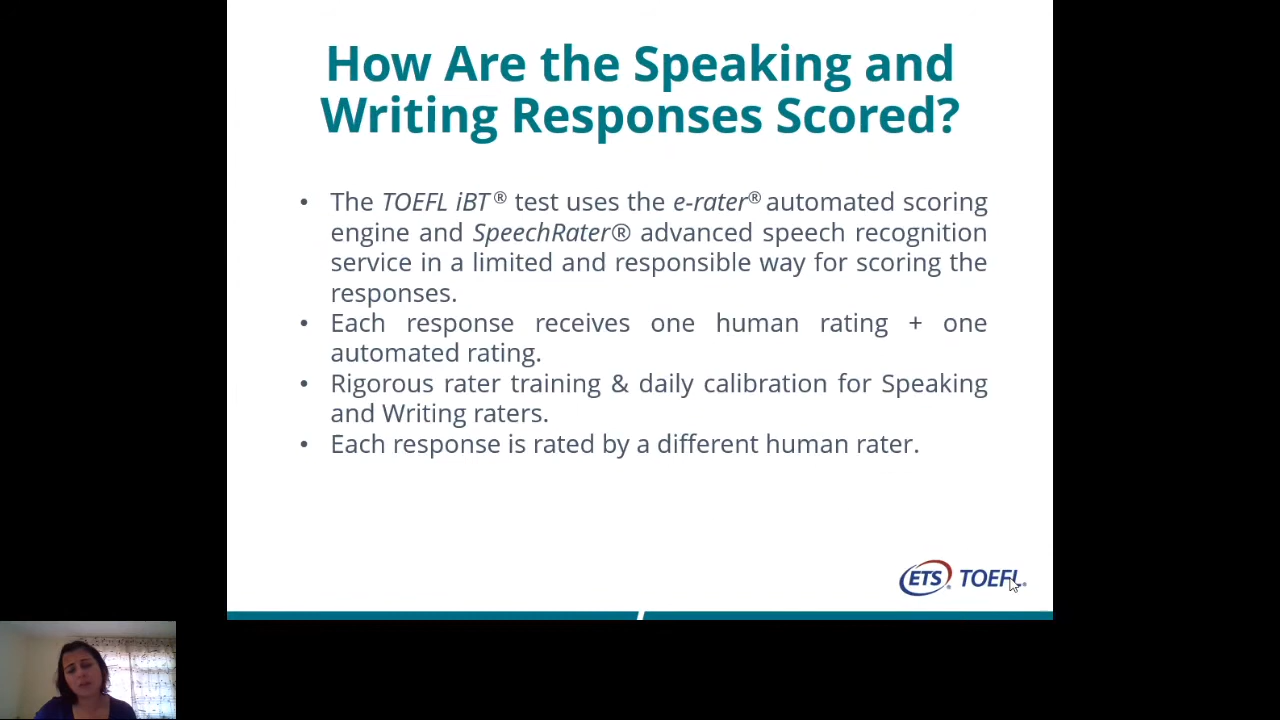 How Are the Speaking and
Writing Responses Scored?
• The TOEFL iBT® test uses the e-rater® automated scoring
engine and SpeechRater® advanced speech recognition
service in a limited and responsible way for scoring the
responses.
• Each response receives one human rating + one
automated rating.
• Rigorous rater training & daily calibration for Speaking
and Writing raters.
• Each response is rated by a different human rater.
ETS® TOEFL®